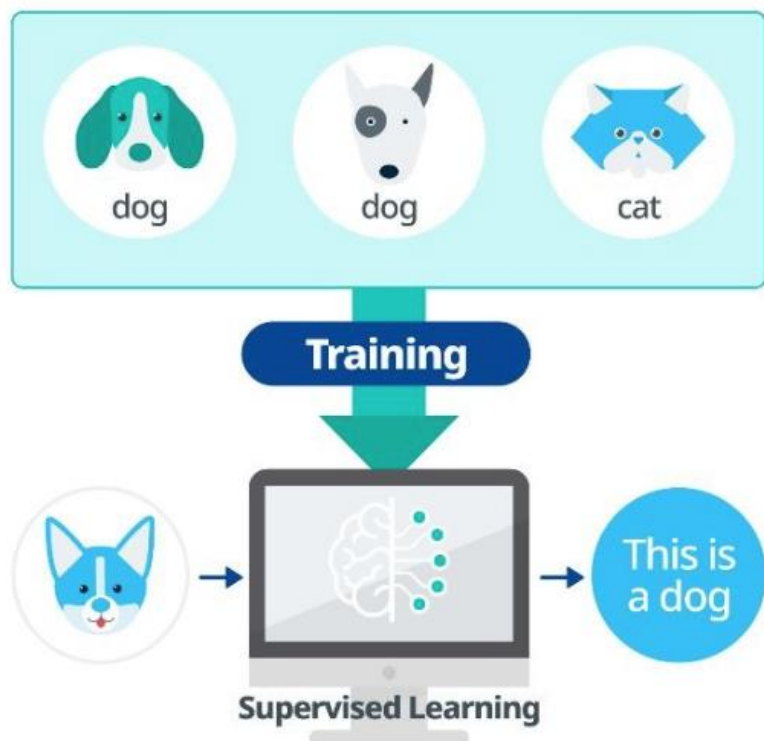 dog
dog
cat
Training
This is
a dog
Supervised Learning